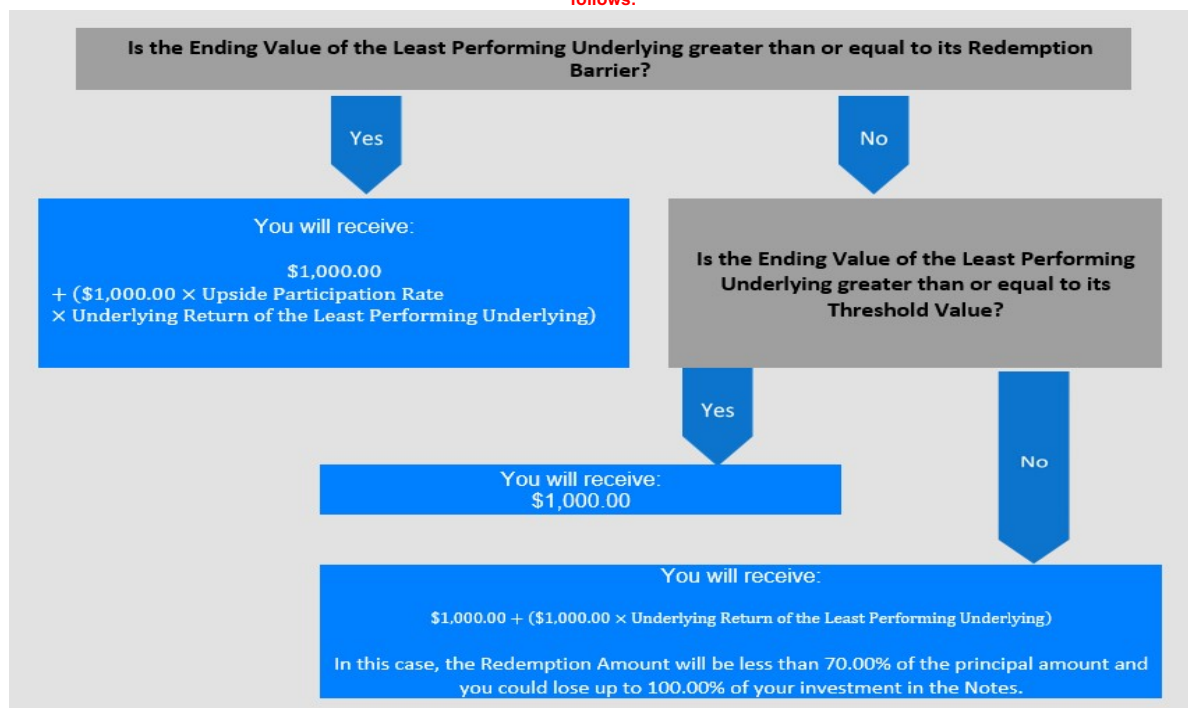 follows:
Is the Ending Value of the Least Performing Underlying greater than or equal to its Redemption
Barrier?
Yes
No
You will receive:
$1,000.00
+ ($1,000.00 × Upside Participation Rate
× Underlying Return of the Least Performing Underlying)
Is the Ending Value of the Least Performing
Underlying greater than or equal to its
Threshold Value?
Yes
No
You will receive:
$1,000.00
You will receive:
$1,000.00 + ($1,000.00 × Underlying Return of the Least Performing Underlying)
In this case, the Redemption Amount will be less than 70.00% of the principal amount and
you could lose up to 100.00% of your investment in the Notes.